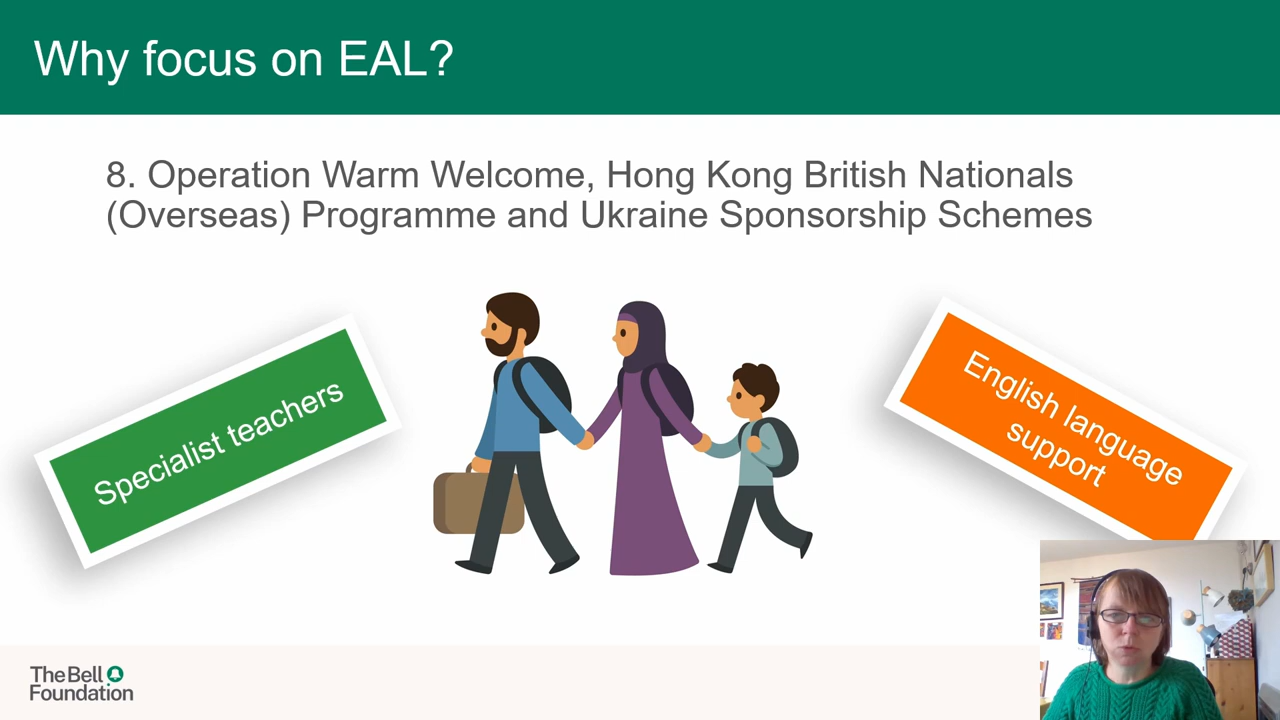 Why focus on EAL?
8. Operation Warm Welcome, Hong Kong British Nationals
(Overseas) Programme and Ukraine Sponsorship Schemes
Specialist teachers
English language
support
The Bell
Foundation